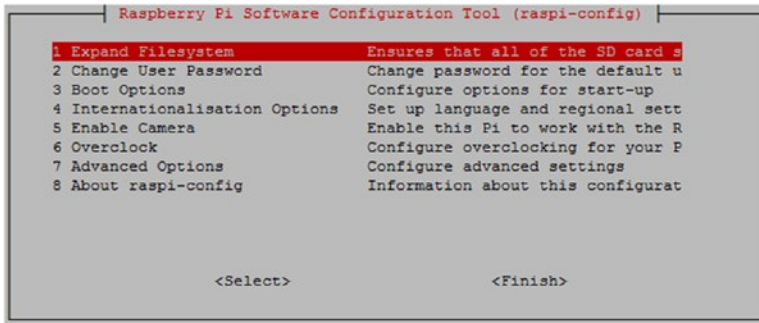 Raspberry Pi Software Configuration Tool (raspi-config)
1 Expand Filesystem Ensures that all of the SD card s
2 Change User Password Change password for the default u
3 Boot Options Configure options for start-up
4 Internationalisation Options Set up language and regional sett
5 Enable Camera Enable this Pi to work with the R
6 Overclock Configure overclocking for your P
7 Advanced Options Configure advanced settings
8 About raspi-config Information about this configurat
<Select> <Finish>